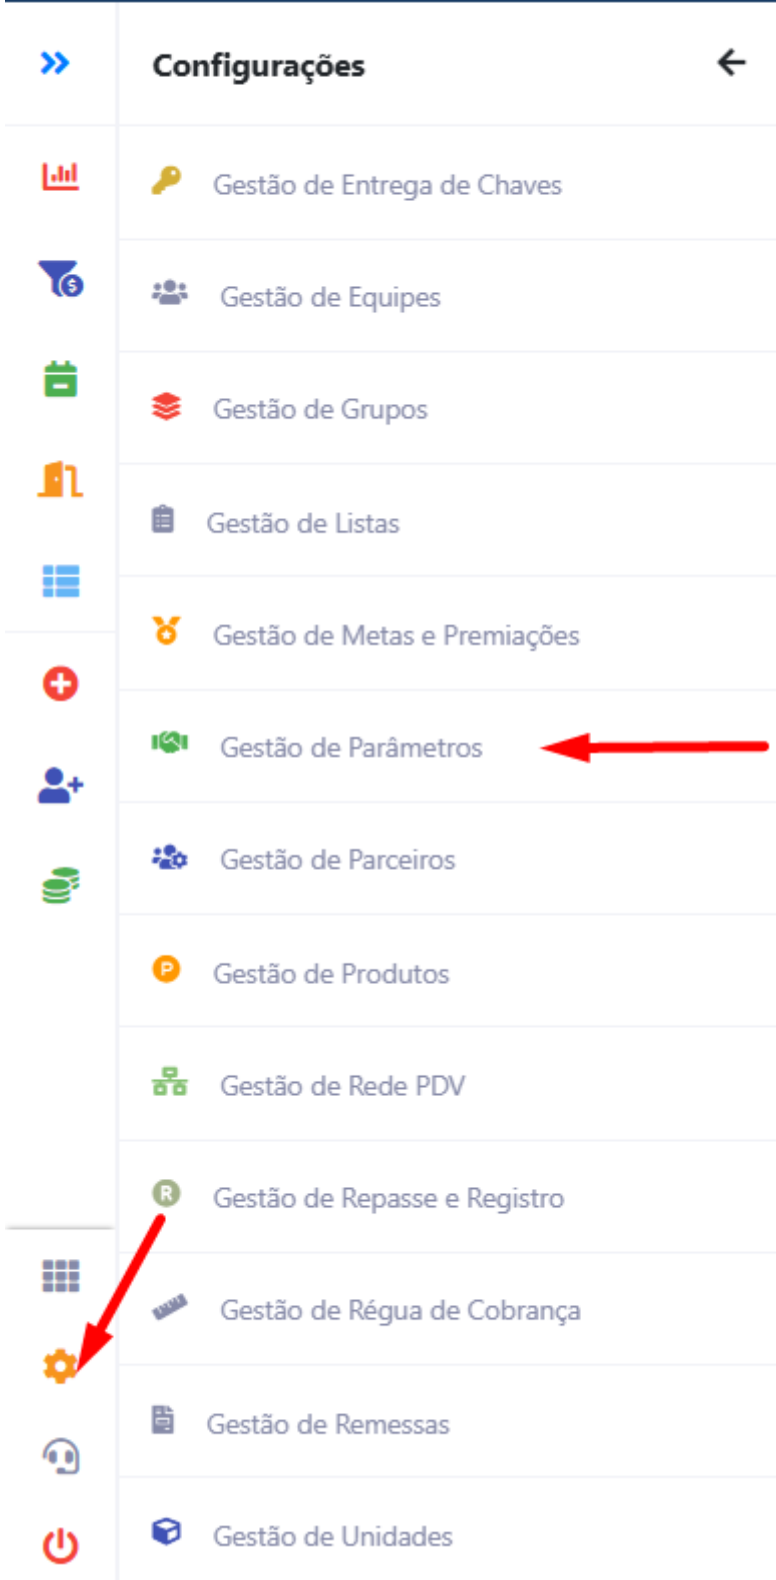 Configurações
Gestão de Entrega de Chaves
Gestão de Equipes
Gestão de Grupos
Gestão de Listas
Gestão de Metas e Premiações
Gestão de Parâmetros
Gestão de Parceiros
Gestão de Produtos
Gestão de Rede PDV
Gestão de Repasse e Registro
Gestão de Régua de Cobrança
Gestão de Remessas
Gestão de Unidades